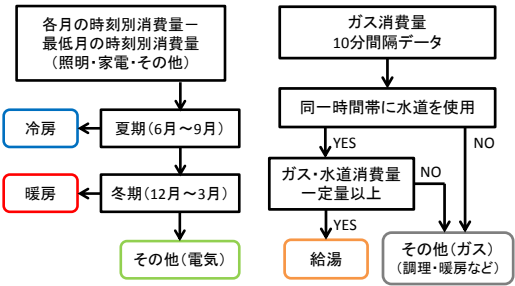 各月の時刻別消費量－
最低月の時刻別消費量
（照明・家電・その他）
冷房
夏期（6月～9月）
暖房
冬期（12月～3月）
その他（電気）
ガス消費量
10分間隔データ
同一時間帯に水道を使用
YES
NO
ガス・水道消費量
一定量以上
NO
YES
給湯
その他（ガス）
（調理・暖房など）